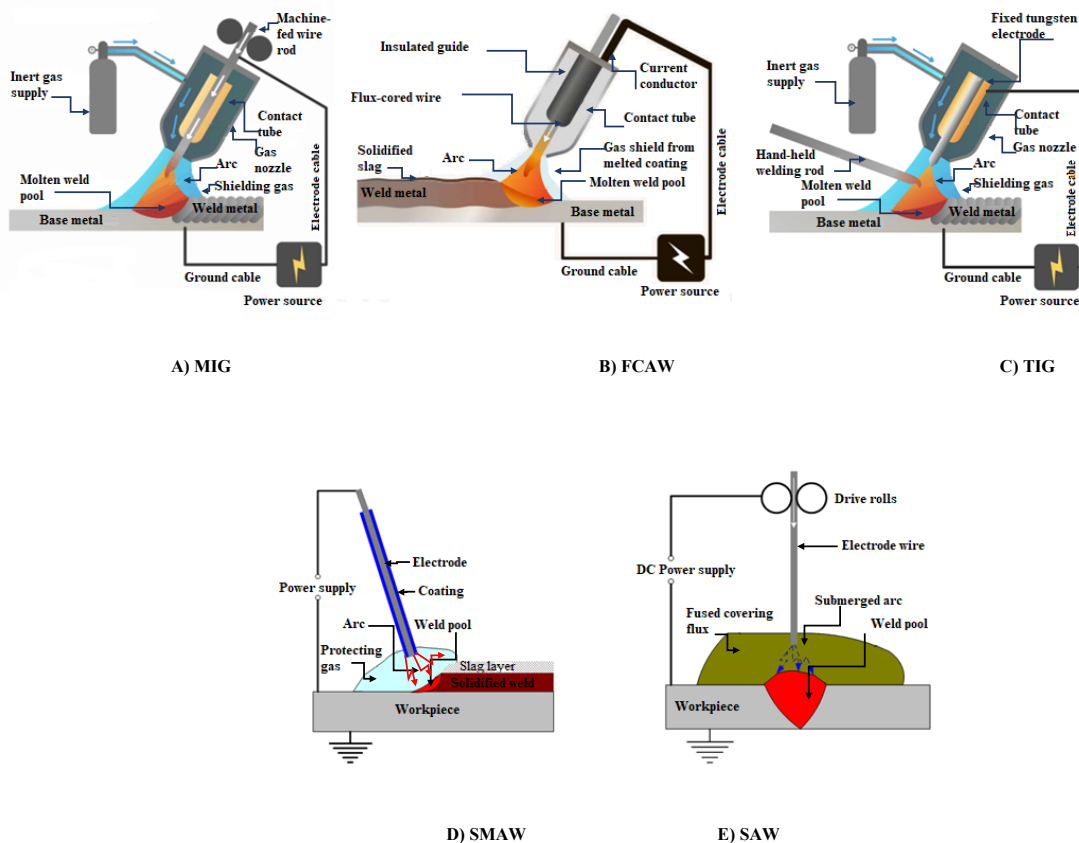 Machine-
fed wire
rod
Inert gas
supply
Contact
tube
Gas
nozzle
Arc
Shielding gas
Molten weld
pool
Weld metal
Base metal
Electrode cable
Ground cable
Power source
A) MIG
Insulated guide
Current
conductor
Flux-cored wire
Contact tube
Solidified
slag
Arc
Gas shield from
melted coating
Weld metal
Molten weld pool
Base metal
Electrode cable
Ground cable
Power source
B) FCAW
Fixed tungsten
electrode
Inert gas
supply
Contact
tube
Gas nozzle
Hand-held
welding rod
Arc
Molten weld
pool
Shielding gas
Weld metal
Base metal
Electrode cable
Ground cable
Power source
C) TIG
Electrode
Power supply
Coating
Arc
Weld pool
Protecting
gas
Slag layer
Solidified weld
Workpiece
D) SMAW
Drive rolls
Electrode wire
DC Power supply
Submerged arc
Fused covering
flux
Weld pool
Workpiece
E) SAW